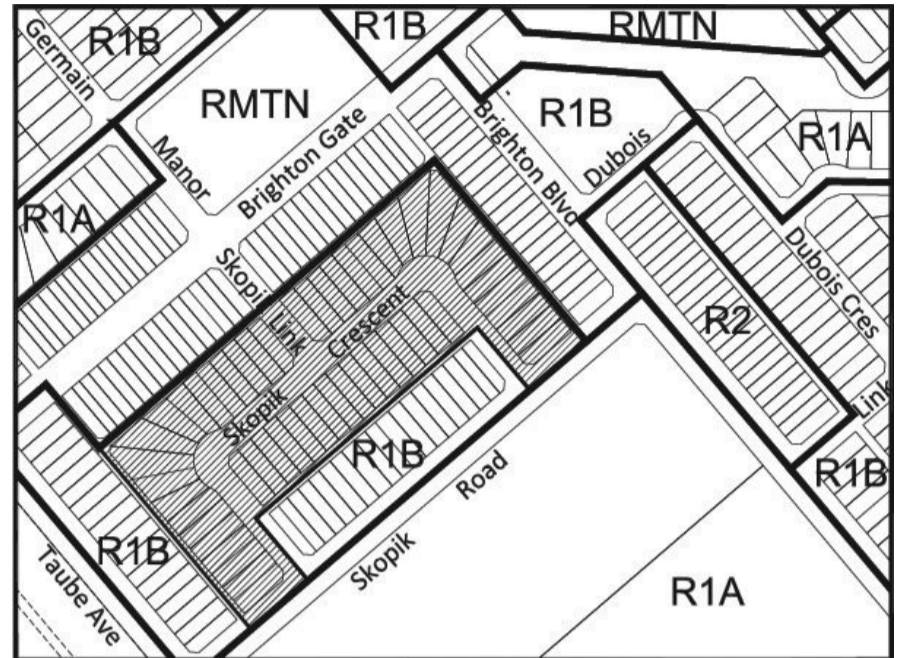 Germain
R1B
R1B
RMTN
RMTN
R1B
Brighton Blvd
Dubois
R1A
Manor
Brighton Gate
R1A
Skopik Link
Crescent
Dubois Cres
R2
Skopik
R1B
Link
R1B
Road
R1B
Taube Ave
Skopik
R1A